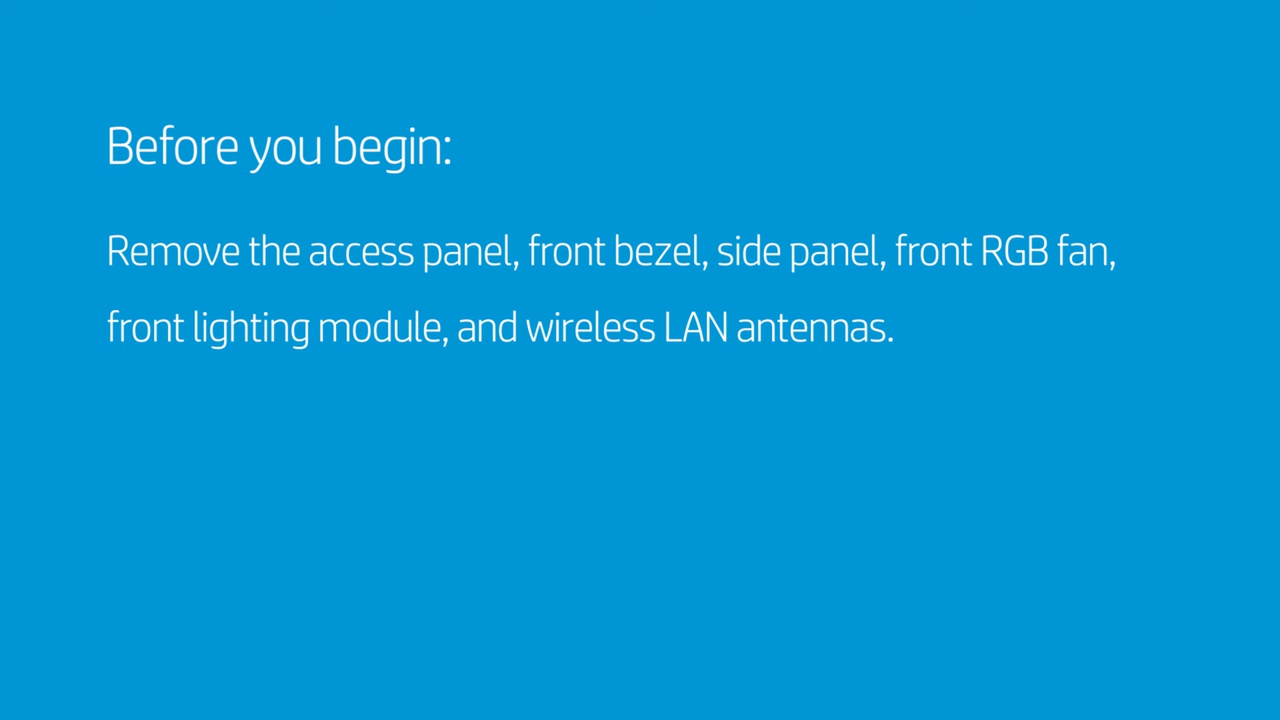 Before you begin:
Remove the access panel, front bezel, side panel, front RGB fan,
front lighting module, and wireless LAN antennas.